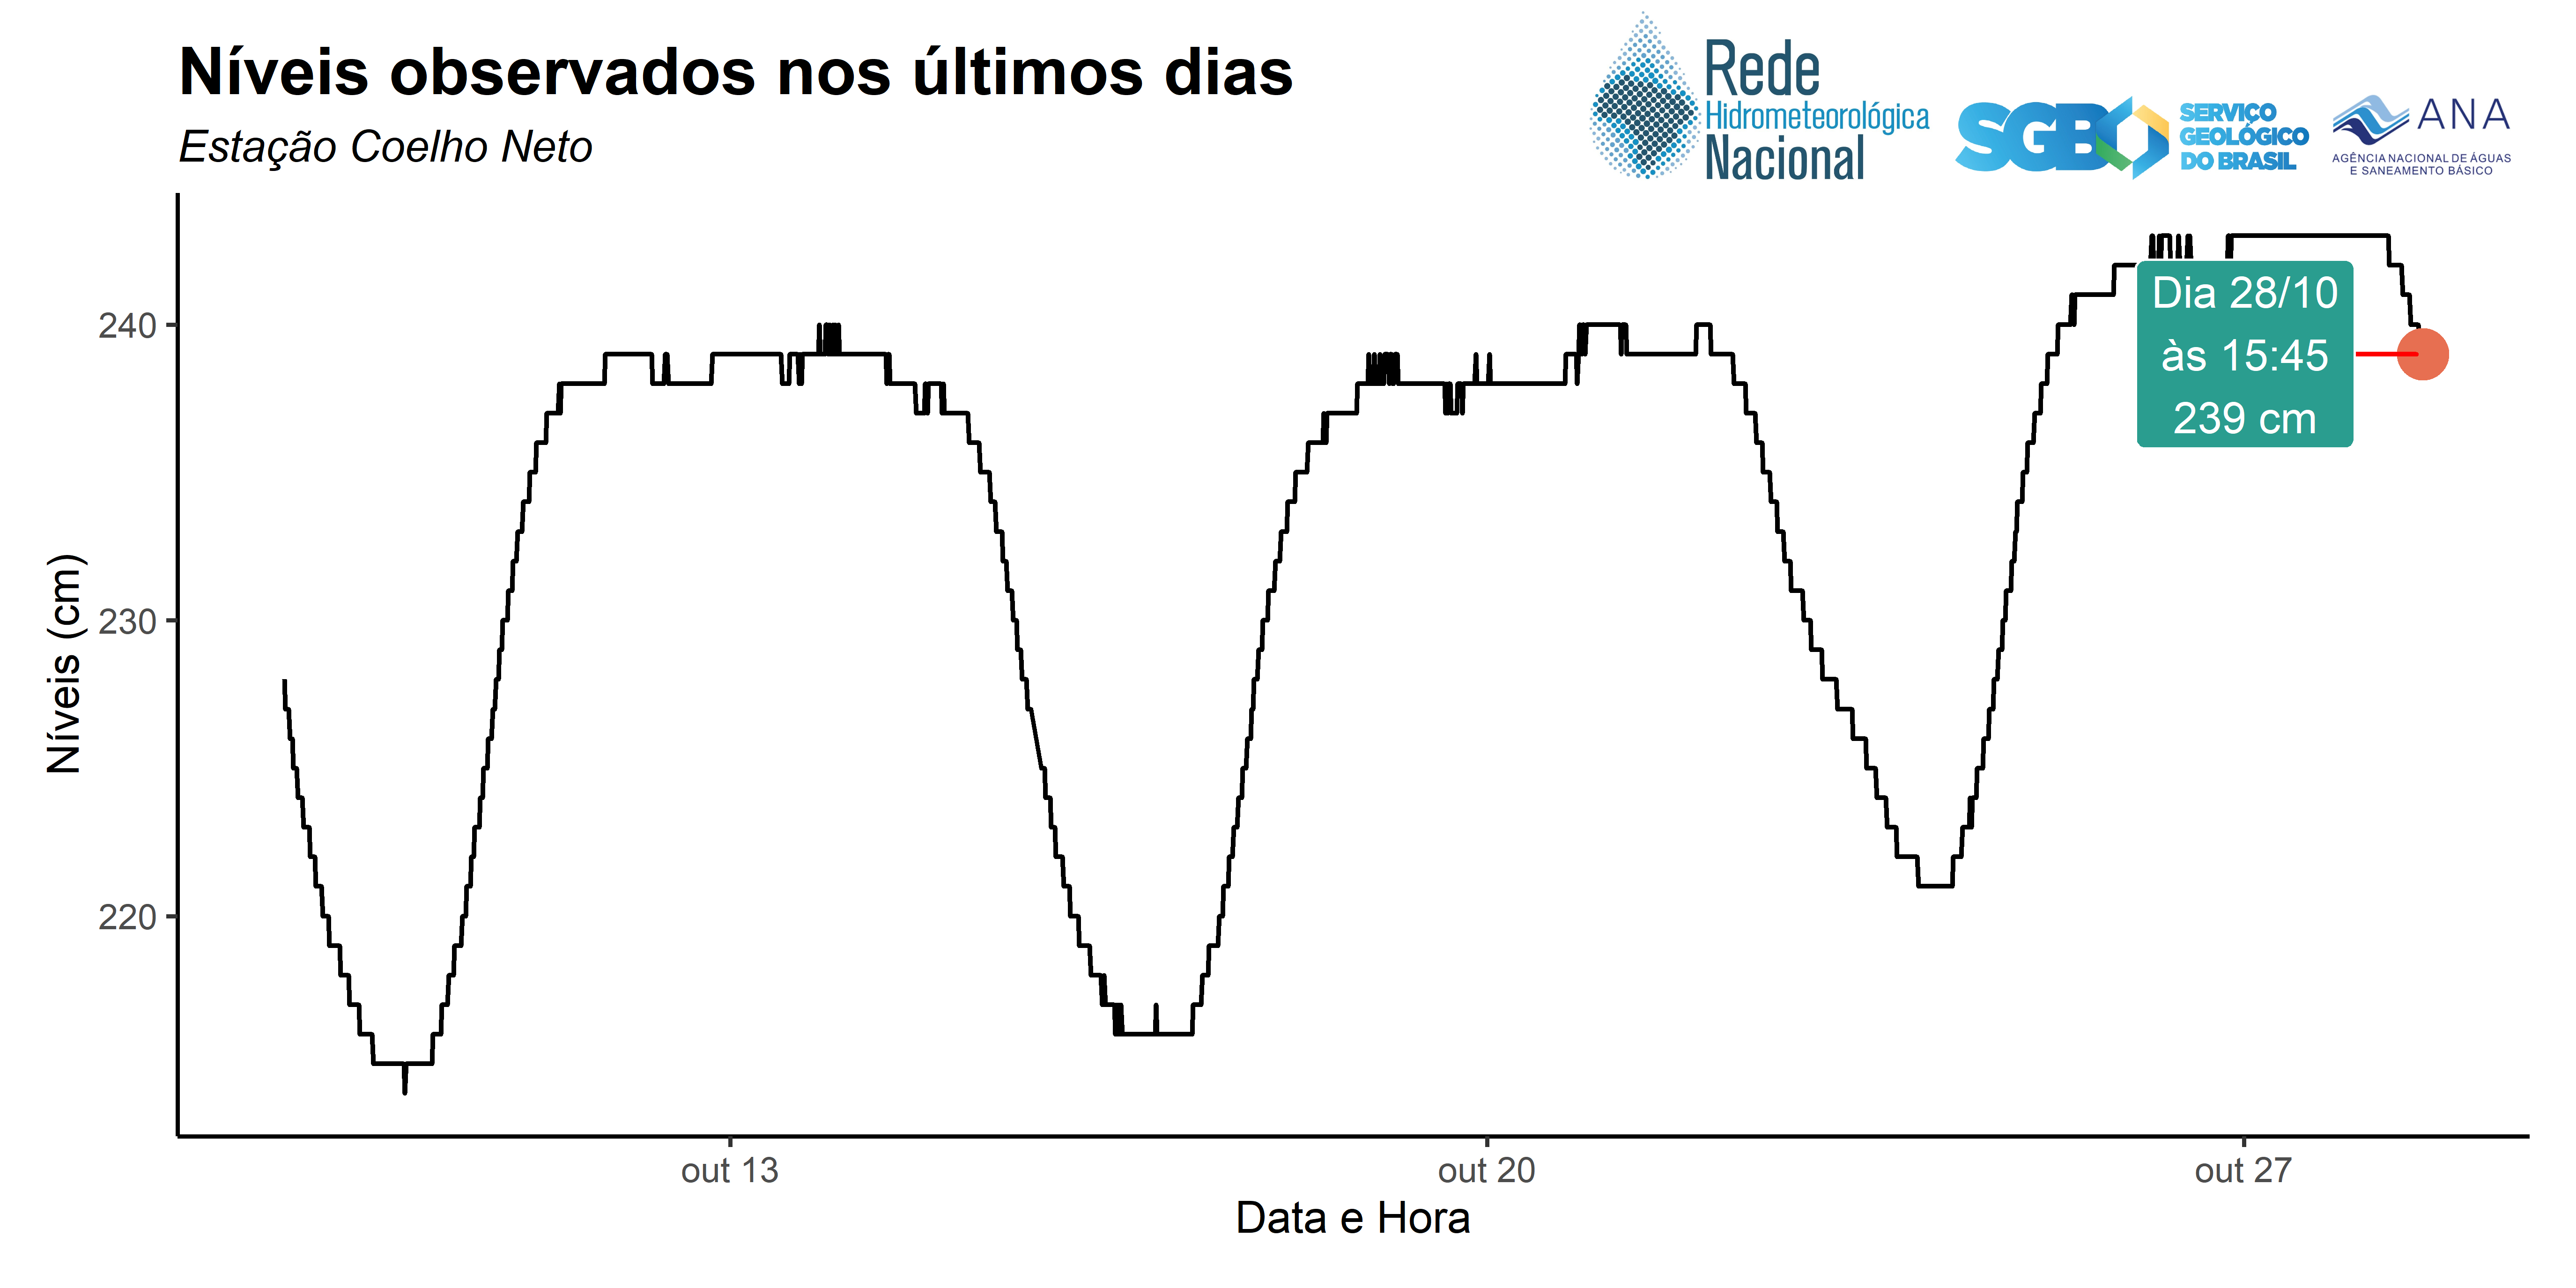 Níveis observados nos últimos dias
Estação Coelho Neto
Rede
Hidrometeorológica
Nacional
SGB
SERVIÇO
GEOLÓGICO
DO BRASIL
ANA
AGÊNCIA NACIONAL DE ÁGUAS
E SANEAMENTO BÁSICO
Níveis (cm)
240
230
220
Dia 28/10
às 15:45
239 cm
out 13
out 20
out 27
Data e Hora